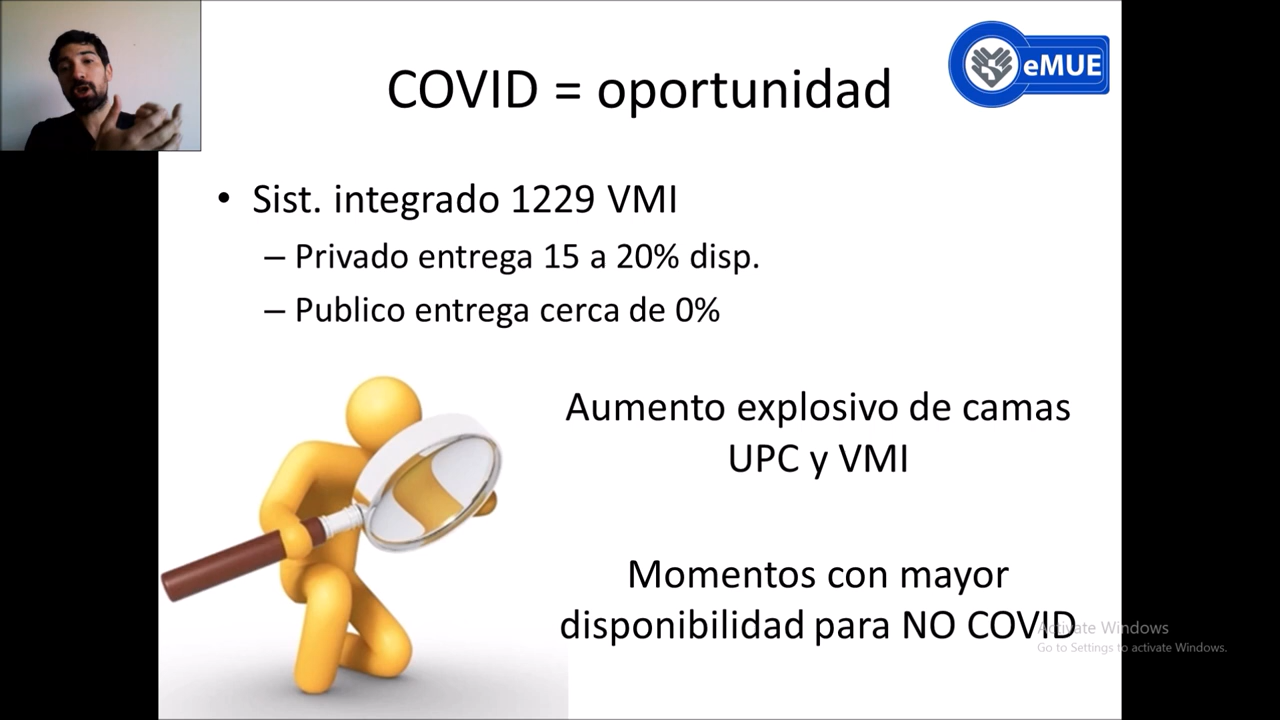 COVID = oportunidad
eMUE
• Sist. integrado 1229 VMI
– Privado entrega 15 a 20% disp.
– Publico entrega cerca de 0%
Aumento explosivo de camas
UPC y VMI
Momentos con mayor
disponibilidad para NO COVID
Activate Windows
Go to Settings to activate Windows.